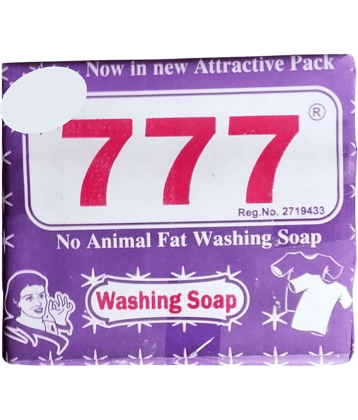 Now in new Attractive Pack
777®
Reg.No. 2719433
No Animal Fat Washing Soap
Washing Soap